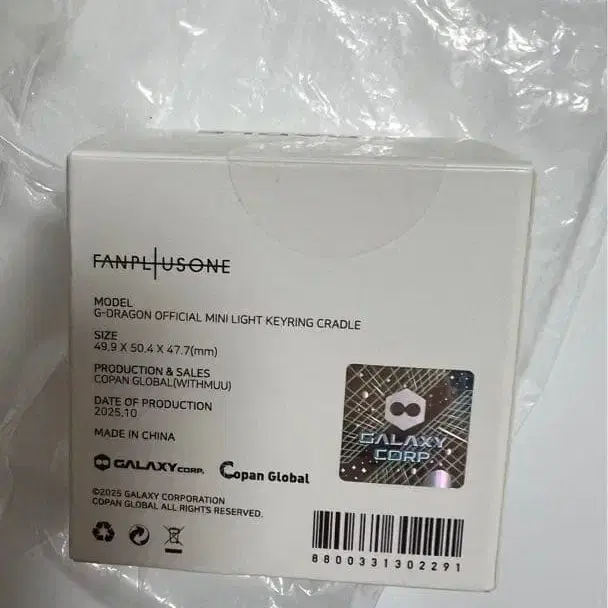 FANPLUSONE
MODEL
G-DRAGON OFFICIAL MINI LIGHT KEYRING CRADLE
SIZE
49.9 X 50.4 X 47.7(mm)
PRODUCTION & SALES
COPAN GLOBAL(WITHMUU)
DATE OF PRODUCTION
2025.10
MADE IN CHINA
GALAXY CORP.
Copan Global
GALAXY
CORP
©2025 GALAXY CORPORATION
COPAN GLOBAL ALL RIGHTS RESERVED.
8800331302291